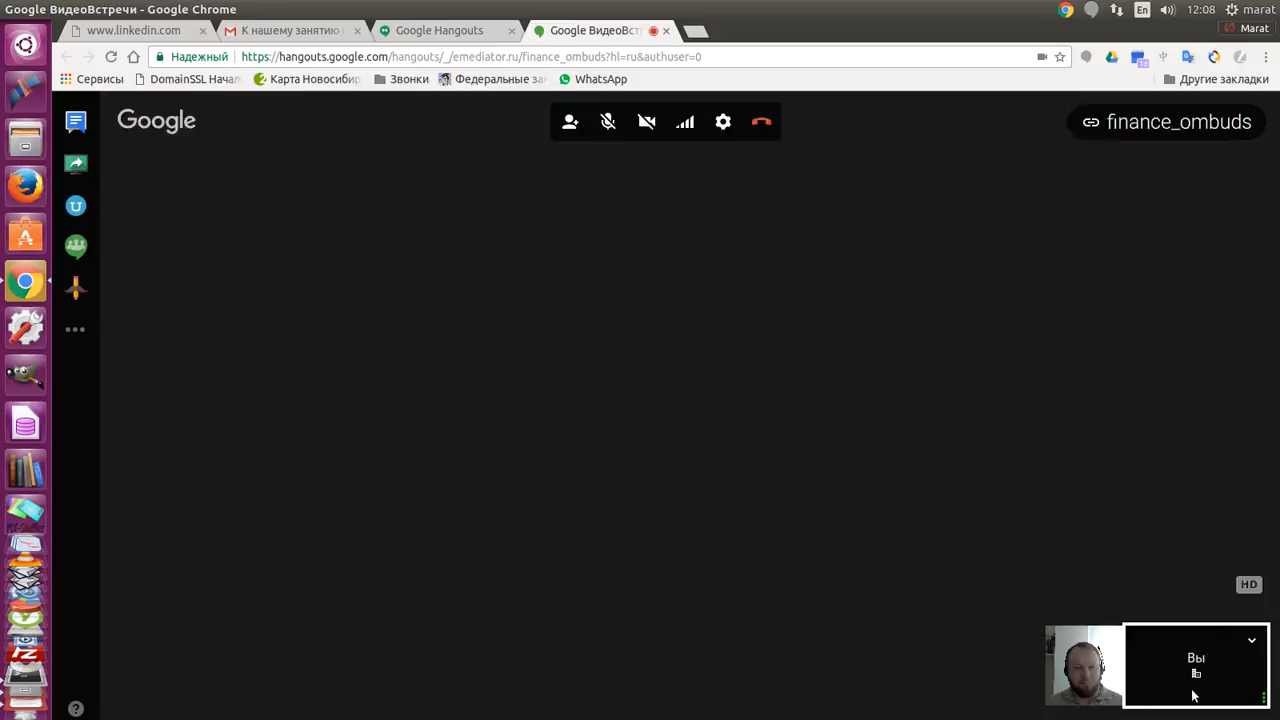 Google ВидеоВстречи - Google Chrome
En
12:08
marat
www.linkedin.com
К нашему занятию
Google Hangouts
Google ВидеоВст
Marat
Надежный
https://hangouts.google.com/hangouts/_/emediator.ru/finance_ombuds?hl=ru&authuser=0
Сервисы
DomainSSL Начал
Карта Новосибир
Звонки
Федеральные за
WhatsApp
Другие закладки
Google
finance_ombuds
HD
Вы